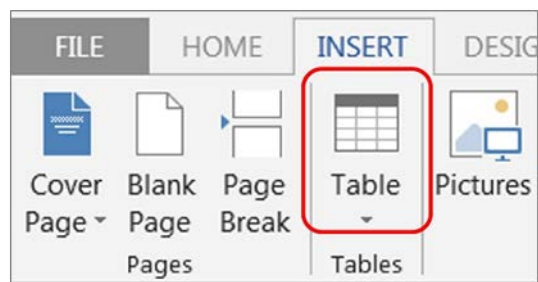 FILE HOME INSERT DESIG
Cover Page
Blank Page
Page Break
Table
Pictures
Pages
Tables